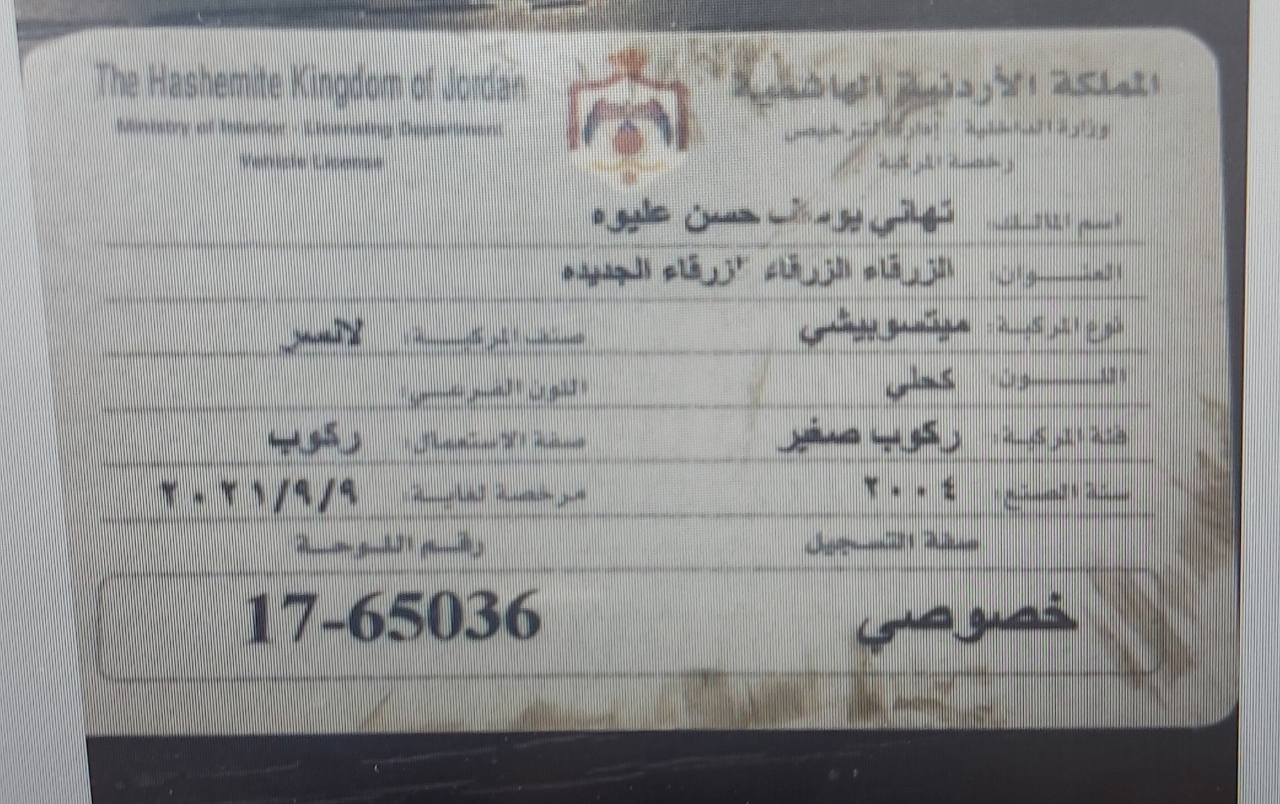 The Hashemite Kingdom of Jordan المملكة الأردنية الهاشمية
Ministry of Interior - Licensing Department وزارة الداخلية - إدارة الترخيص
Vehicle License رخصة المركبة
اسم المالك: تهاني يوسف حسن عليوه
العنوان: الزرقاء الزرقاء الزرقاء الجديده
نوع المركبة: ميتسوبيشي صنف المركبة: لانسر
اللون: كحلي اللون الفرعي:
فئة المركبة: ركوب صغير صفة الاستعمال: ركوب
سنة الصنع: ٢٠٠٤ مرخصة لغاية: ٢٠٢١/٩/٩
صفة التسجيل رقم اللوحة
خصوصي 17-65036